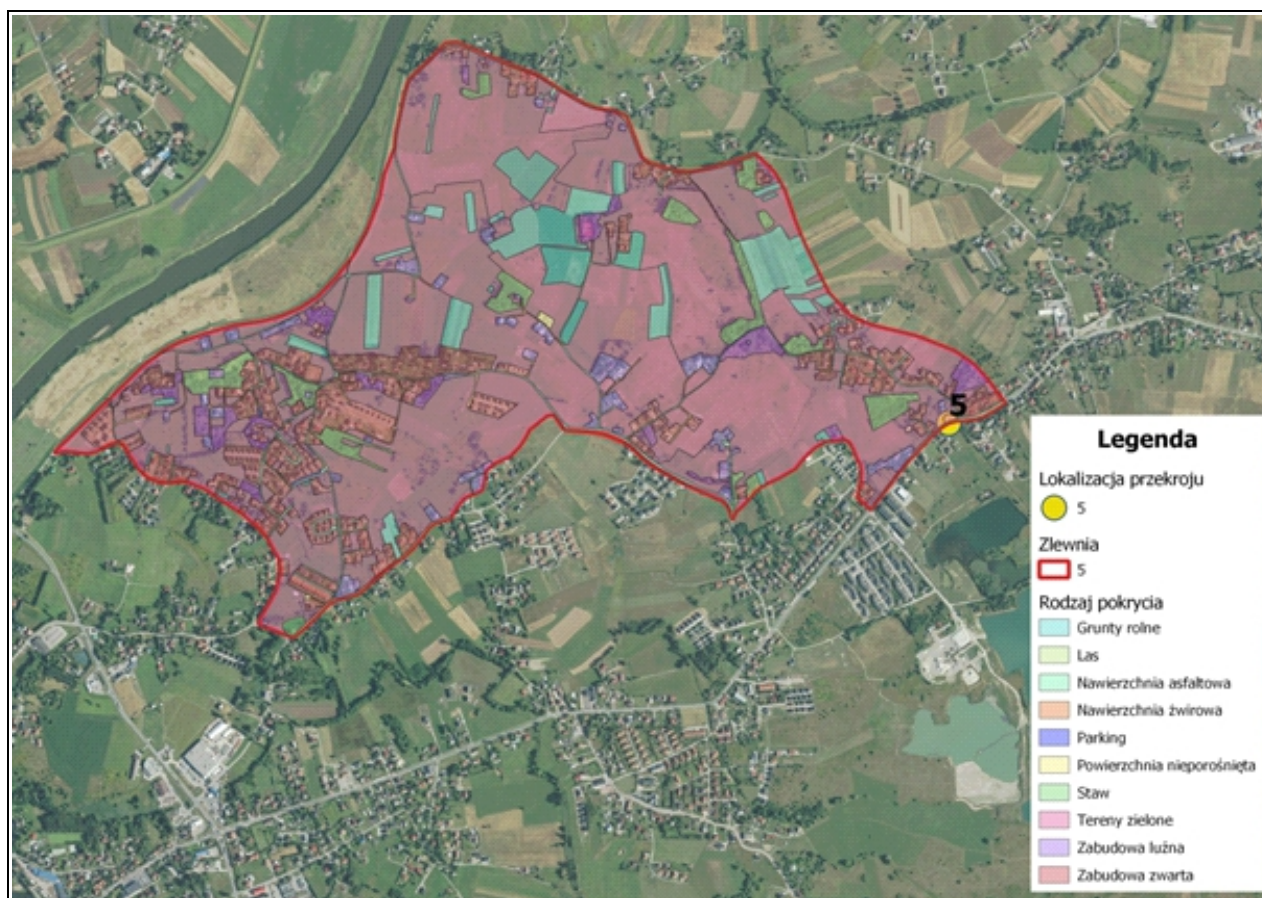 5
Legenda
Lokalizacja przekroju
5
Zlewnia
5
Rodzaj pokrycia
Grunty rolne
Las
Nawierzchnia asfaltowa
Nawierzchnia żwirowa
Parking
Powierzchnia nieporośnięta
Staw
Tereny zielone
Zabudowa luźna
Zabudowa zwarta